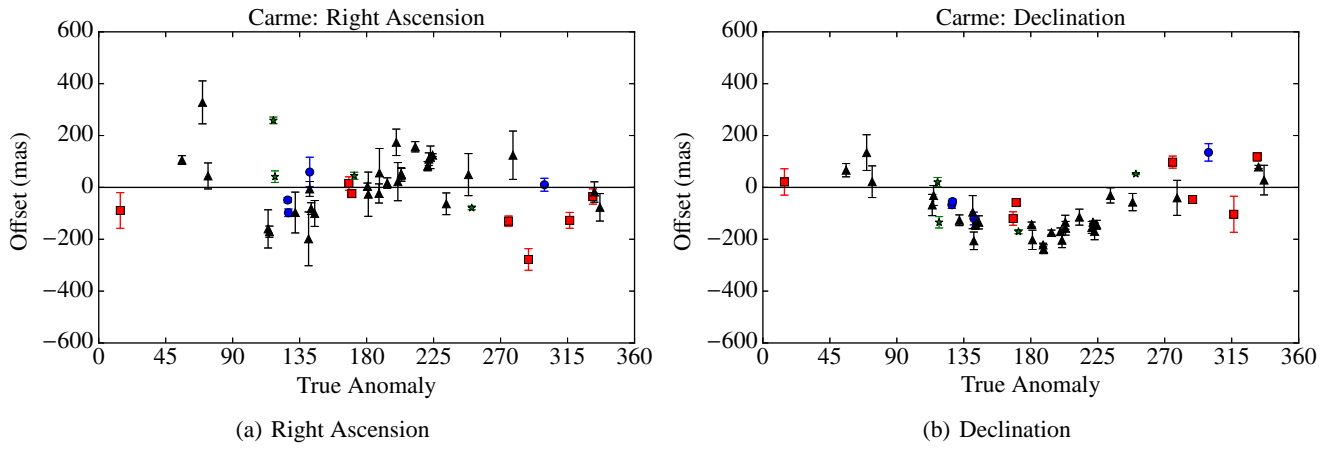 Carme: Right Ascension
600
400
200
0
−200
−400
−600
Offset (mas)
0 45 90 135 180 225 270 315 360
True Anomaly
(a) Right Ascension
Carme: Declination
600
400
200
0
−200
−400
−600
Offset (mas)
0 45 90 135 180 225 270 315 360
True Anomaly
(b) Declination